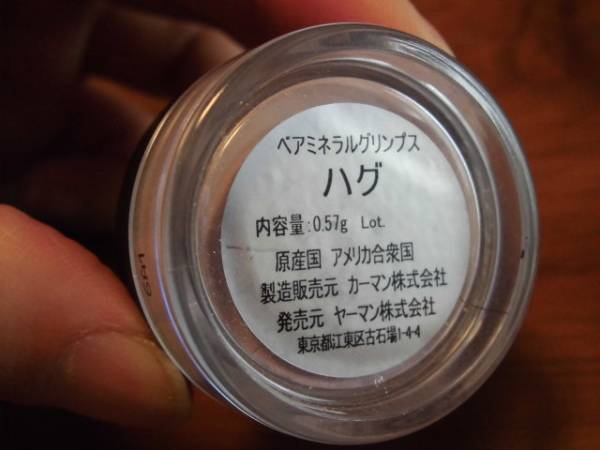 ベアミネラルグリンプス
ハグ
内容量:0.57g Lot.
原産国 アメリカ合衆国
製造販売元 カーマン株式会社
発売元 ヤーマン株式会社
東京都江東区古石場1-4-4